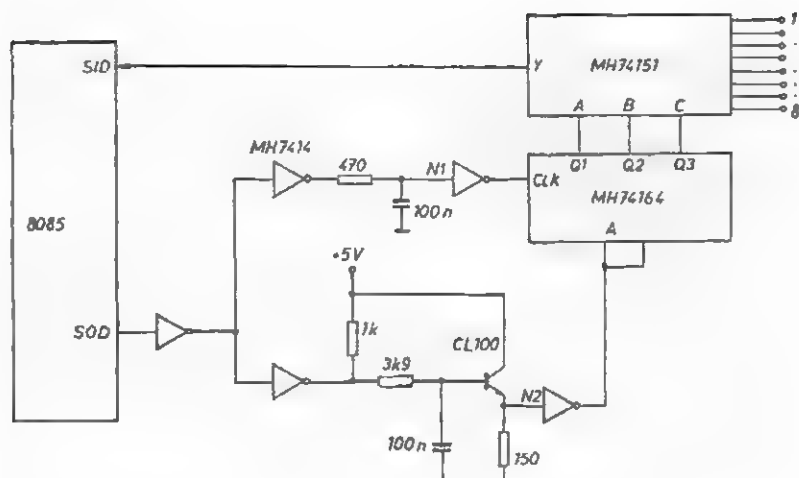 1
SID
Y
MH74151
8
A B C
MH7414
470
N1
CLK
Q1 Q2 Q3
MH74164
A
8085
100n
+5V
SOD
1k
CL100
3k9
N2
100n
150